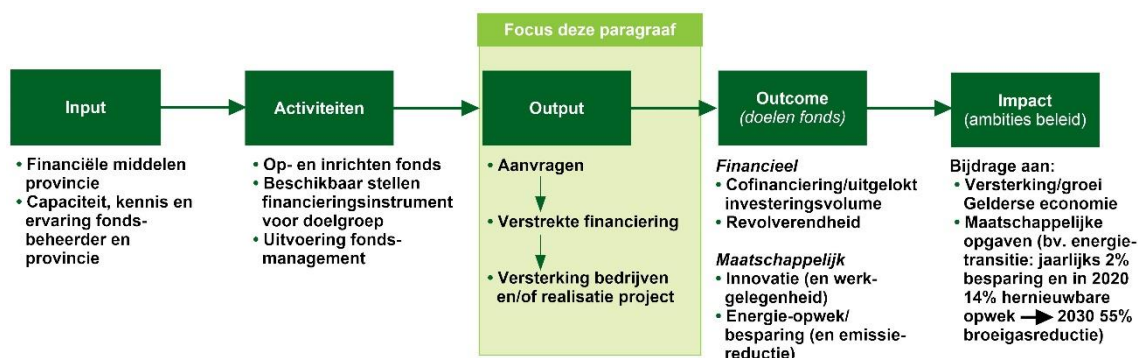 Focus deze paragraaf
Input
Activiteiten
Output
Outcome
(doelen fonds)
Impact
(ambities beleid)
• Financiële middelen
provincie
• Capaciteit, kennis en
ervaring fonds-
beheerder en
provincie
• Op- en inrichten fonds
• Beschikbaar stellen
financieringsinstrument
voor doelgroep
• Uitvoering fonds-
management
• Aanvragen
• Verstrekte financiering
• Versterking bedrijven
en/of realisatie project
Financieel
• Cofinanciering/uitgelokt
investeringsvolume
• Revolverendheid
Maatschappelijk
• Innovatie (en werk-
gelegenheid)
• Energie-opwek/
besparing (en emissie-
reductie)
Bijdrage aan:
• Versterking/groei
Gelderse economie
• Maatschappelijke
opgaven (bv. energie-
transitie: jaarlijks 2%
besparing en in 2020
14% hernieuwbare
opwek → 2030 55%
broeigasreductie)